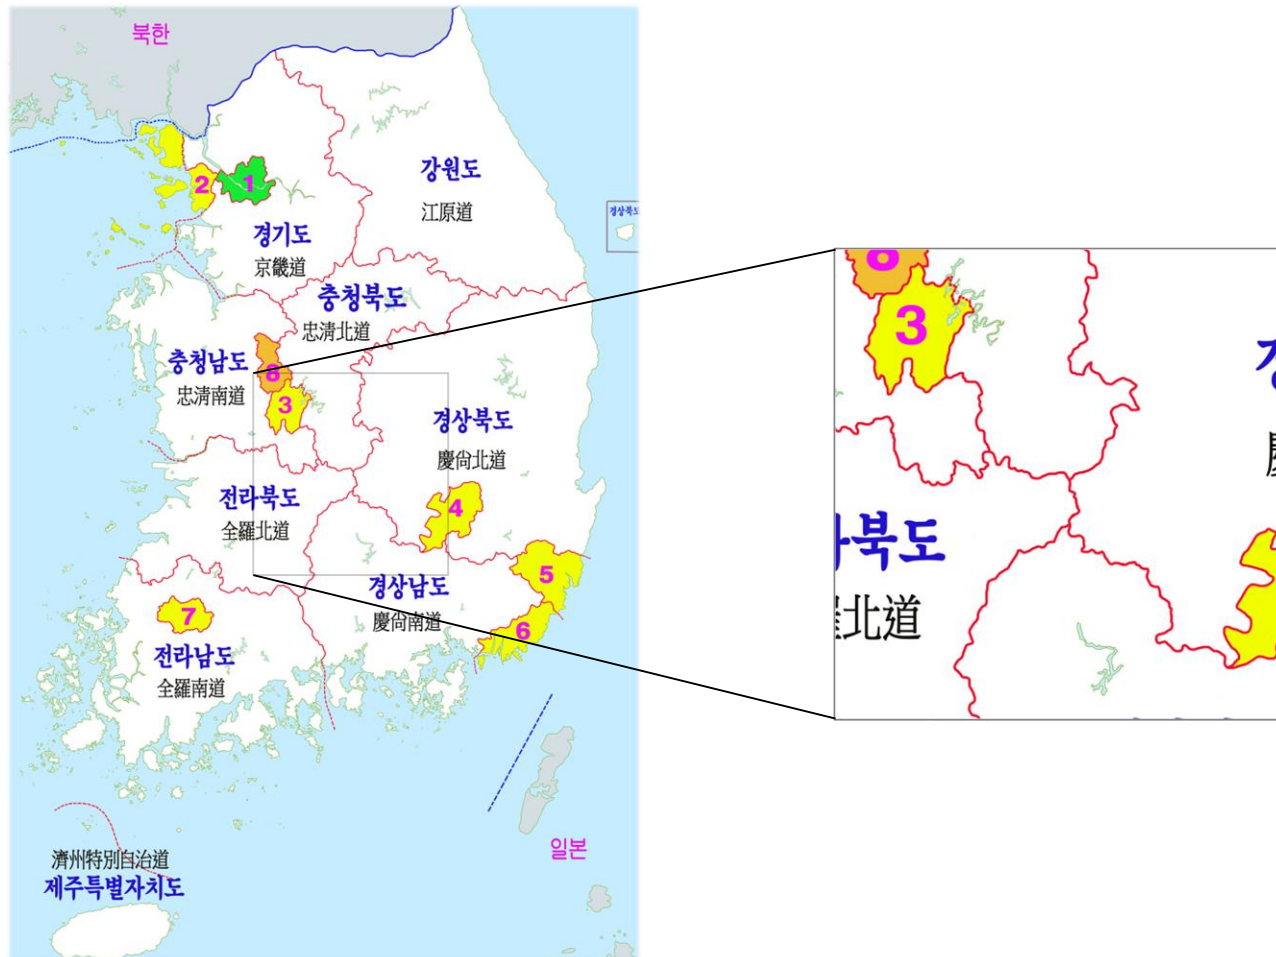 북한
강원도
江原道
2
1
경상북도
경기도
京畿道
충청북도
忠淸北道
충청남도
忠淸南道
8
3
경상북도
慶尙北道
전라북도
全羅北道
4
5
경상남도
慶尙南道
6
7
전라남도
全羅南道
일본
濟州特別自治道
제주특별자치도
8
3
북도
北道